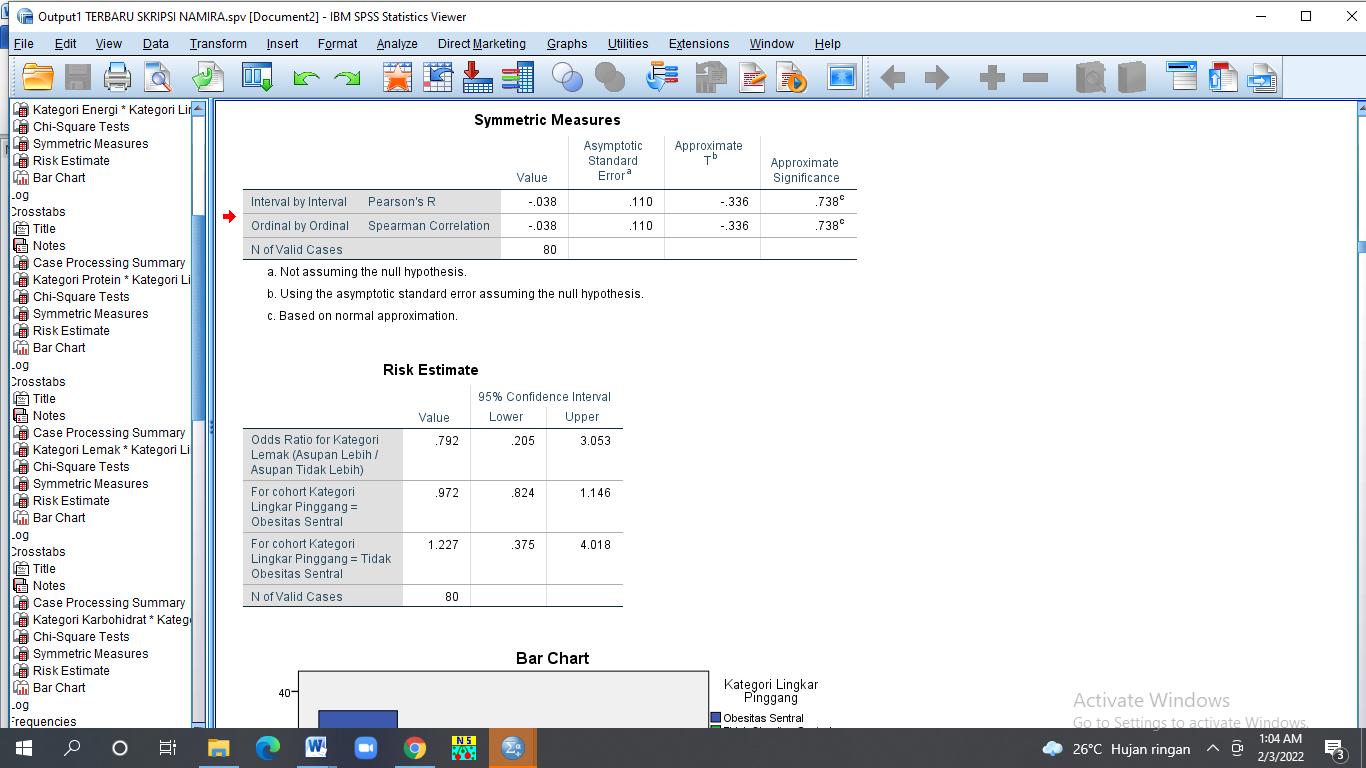 Output1 TERBARU SKRIPSI NAMIRA.spv [Document2] - IBM SPSS Statistics Viewer
File Edit View Data Transform Insert Format Analyze Direct Marketing Graphs Utilities Extensions Window Help
Kategori Energi * Kategori Lir
Chi-Square Tests
Symmetric Measures
Risk Estimate
Bar Chart
Log
Crosstabs
Title
Notes
Case Processing Summary
Kategori Protein * Kategori Li
Chi-Square Tests
Symmetric Measures
Risk Estimate
Bar Chart
Log
Crosstabs
Title
Notes
Case Processing Summary
Kategori Lemak * Kategori Li
Chi-Square Tests
Symmetric Measures
Risk Estimate
Bar Chart
Log
Crosstabs
Title
Notes
Case Processing Summary
Kategori Karbohidrat * Kateg
Chi-Square Tests
Symmetric Measures
Risk Estimate
Bar Chart
Log
Frequencies
Symmetric Measures
Value
Asymptotic
Standard
Error a
Approximate
T b
Approximate
Significance
Interval by Interval Pearson's R -.038 .110 -.336 .738 c
Ordinal by Ordinal Spearman Correlation -.038 .110 -.336 .738 c
N of Valid Cases 80
a. Not assuming the null hypothesis.
b. Using the asymptotic standard error assuming the null hypothesis.
c. Based on normal approximation.
Risk Estimate
95% Confidence Interval
Value Lower Upper
Odds Ratio for Kategori .792 .205 3.053
Lemak (Asupan Lebih /
Asupan Tidak Lebih)
For cohort Kategori .972 .824 1.146
Lingkar Pinggang =
Obesitas Sentral
For cohort Kategori 1.227 .375 4.018
Lingkar Pinggang = Tidak
Obesitas Sentral
N of Valid Cases 80
Bar Chart
40
Kategori Lingkar
Pinggang
Obesitas Sentral
Activate Windows
Go to Settings to activate Windows.
N 5
26°C Hujan ringan
1:04 AM
2/3/2022
3